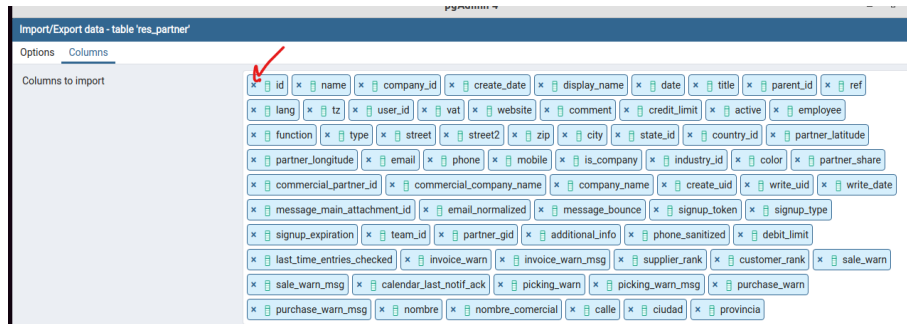 pgAdmin 4
Import/Export data - table 'res_partner'
Options Columns
Columns to import
× id × name × company_id × create_date × display_name × date × title × parent_id × ref
× lang × tz × user_id × vat × website × comment × credit_limit × active × employee
× function × type × street × street2 × zip × city × state_id × country_id × partner_latitude
× partner_longitude × email × phone × mobile × is_company × industry_id × color × partner_share
× commercial_partner_id × commercial_company_name × company_name × create_uid × write_uid × write_date
× message_main_attachment_id × email_normalized × message_bounce × signup_token × signup_type
× signup_expiration × team_id × partner_gid × additional_info × phone_sanitized × debit_limit
× last_time_entries_checked × invoice_warn × invoice_warn_msg × supplier_rank × customer_rank × sale_warn
× sale_warn_msg × calendar_last_notif_ack × picking_warn × picking_warn_msg × purchase_warn
× purchase_warn_msg × nombre × nombre_comercial × calle × ciudad × provincia